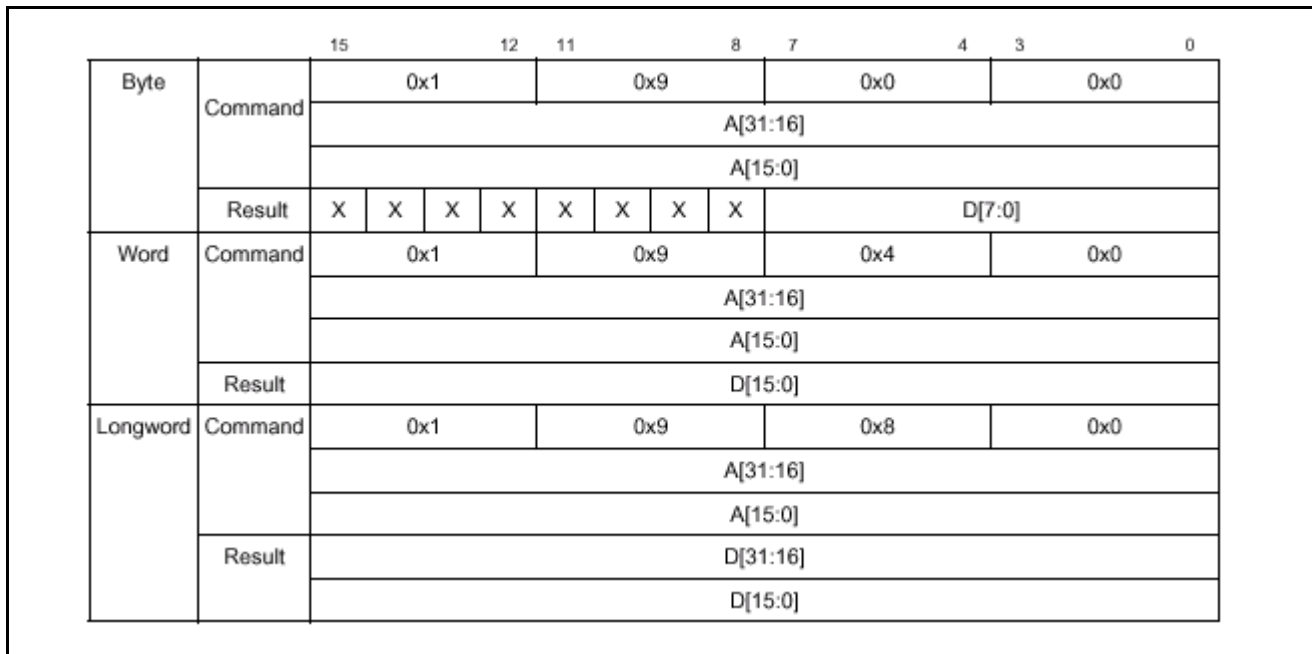 15 12 11 8 7 4 3 0
Byte Command 0x1 0x9 0x0 0x0
A[31:16]
A[15:0]
Result X X X X X X X X D[7:0]
Word Command 0x1 0x9 0x4 0x0
A[31:16]
A[15:0]
Result D[15:0]
Longword Command 0x1 0x9 0x8 0x0
A[31:16]
A[15:0]
Result D[31:16]
D[15:0]